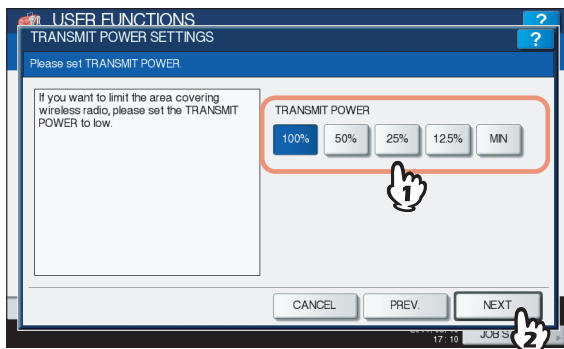 USER FUNCTIONS
?
TRANSMIT POWER SETTINGS
?
Please set TRANSMIT POWER.
If you want to limit the area covering
wireless radio, please set the TRANSMIT
POWER to low.
TRANSMIT POWER
100% 50% 25% 12.5% MIN
1
CANCEL PREV. NEXT
2
17:10 JOB S